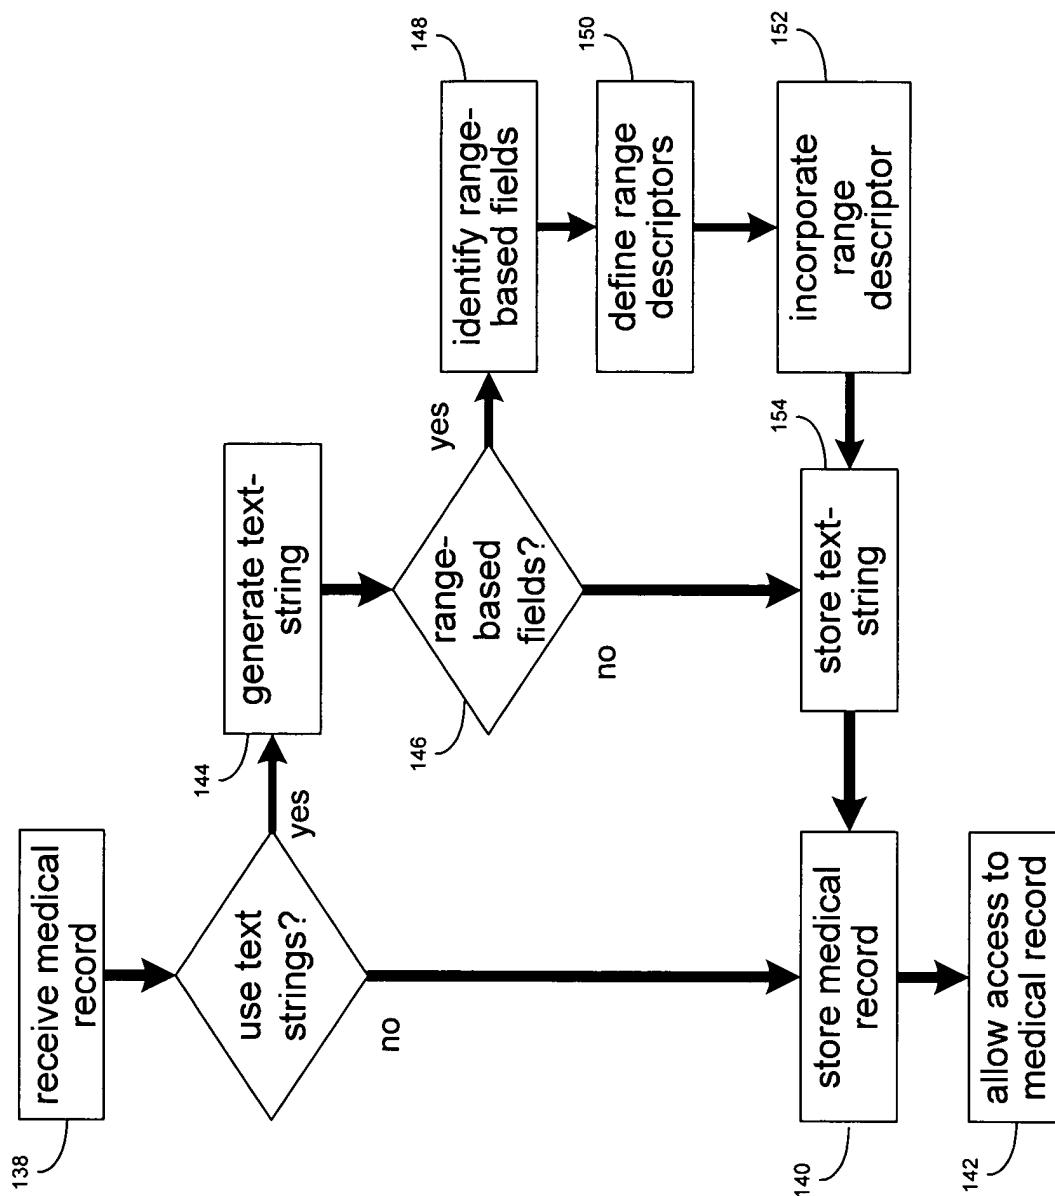 138
receive medical
record
use text
strings?
yes
no
144
generate text-
string
146
range-
based
fields?
yes
no
148
identify range-
based fields
150
define range
descriptors
152
incorporate
range
descriptor
154
store text-
string
140
store medical
record
142
allow access to
medical record